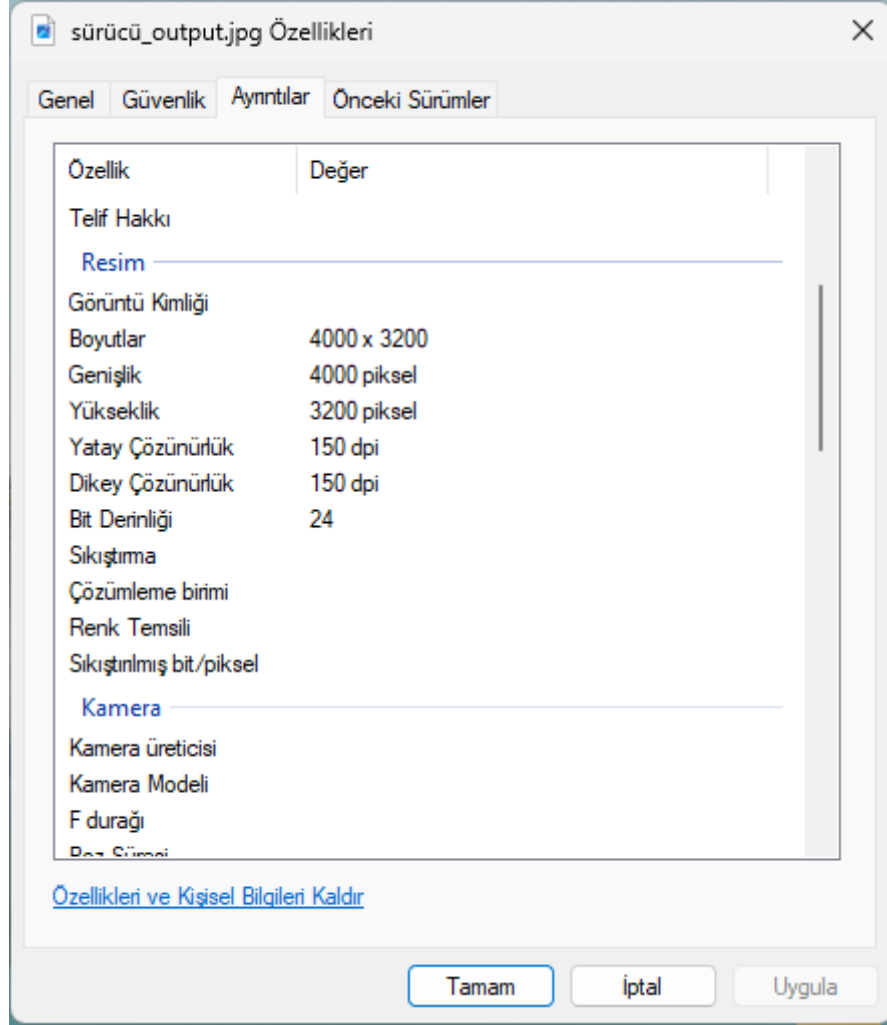 sürücü_output.jpg Özellikleri
Genel Güvenlik Ayrıntılar Önceki Sürümler
Özellik Değer
Telif Hakkı
Resim
Görüntü Kimliği
Boyutlar 4000 x 3200
Genişlik 4000 piksel
Yükseklik 3200 piksel
Yatay Çözünürlük 150 dpi
Dikey Çözünürlük 150 dpi
Bit Derinliği 24
Sıkıştırma
Çözümleme birimi
Renk Temsili
Sıkıştırılmış bit/piksel
Kamera
Kamera üreticisi
Kamera Modeli
F durağı
Poz Süresi
Özellikleri ve Kişisel Bilgileri Kaldır
Tamam İptal Uygula